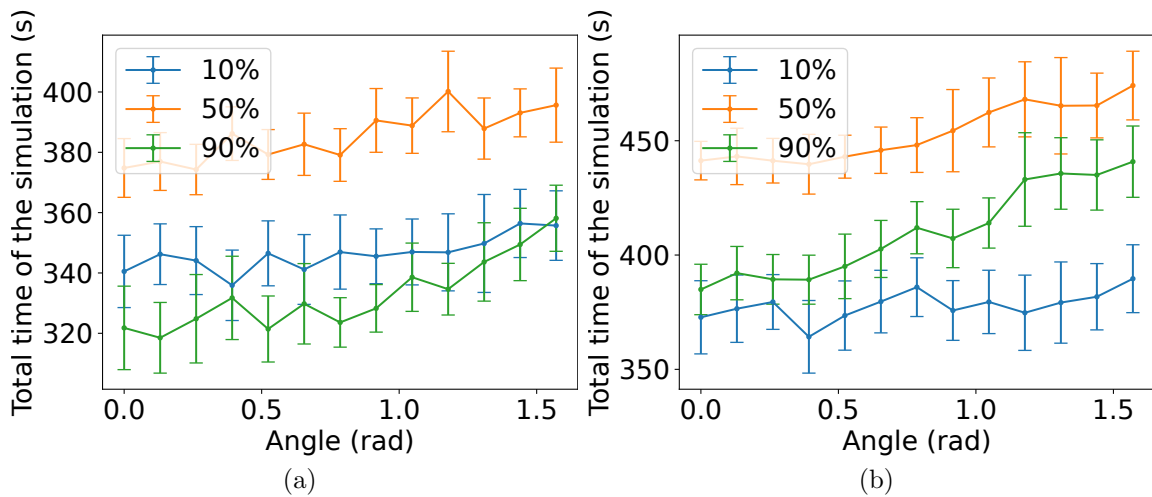 Total time of the simulation (s)
400
380
360
340
320
10%
50%
90%
0.0 0.5 1.0 1.5
Angle (rad)
(a)
Total time of the simulation (s)
450
400
350
10%
50%
90%
0.0 0.5 1.0 1.5
Angle (rad)
(b)